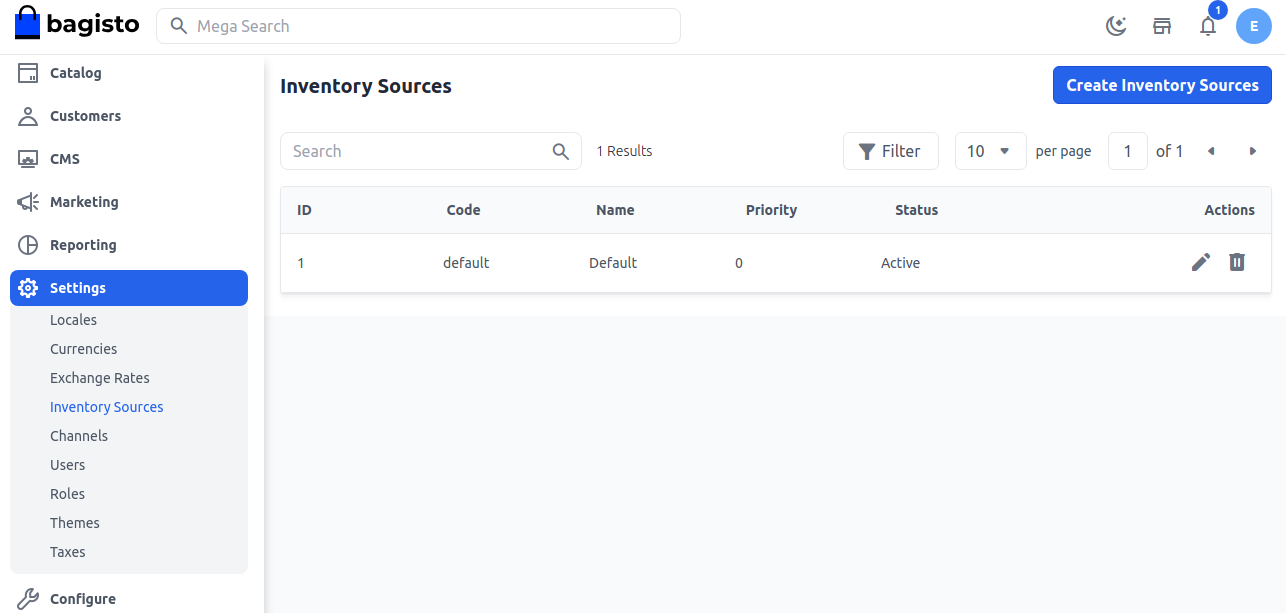 bagisto
Mega Search
1
E
Catalog
Customers
CMS
Marketing
Reporting
Settings
Locales
Currencies
Exchange Rates
Inventory Sources
Channels
Users
Roles
Themes
Taxes
Configure
Inventory Sources
Create Inventory Sources
Search
1 Results
Filter
10
per page
1
of 1
ID Code Name Priority Status Actions
1 default Default 0 Active